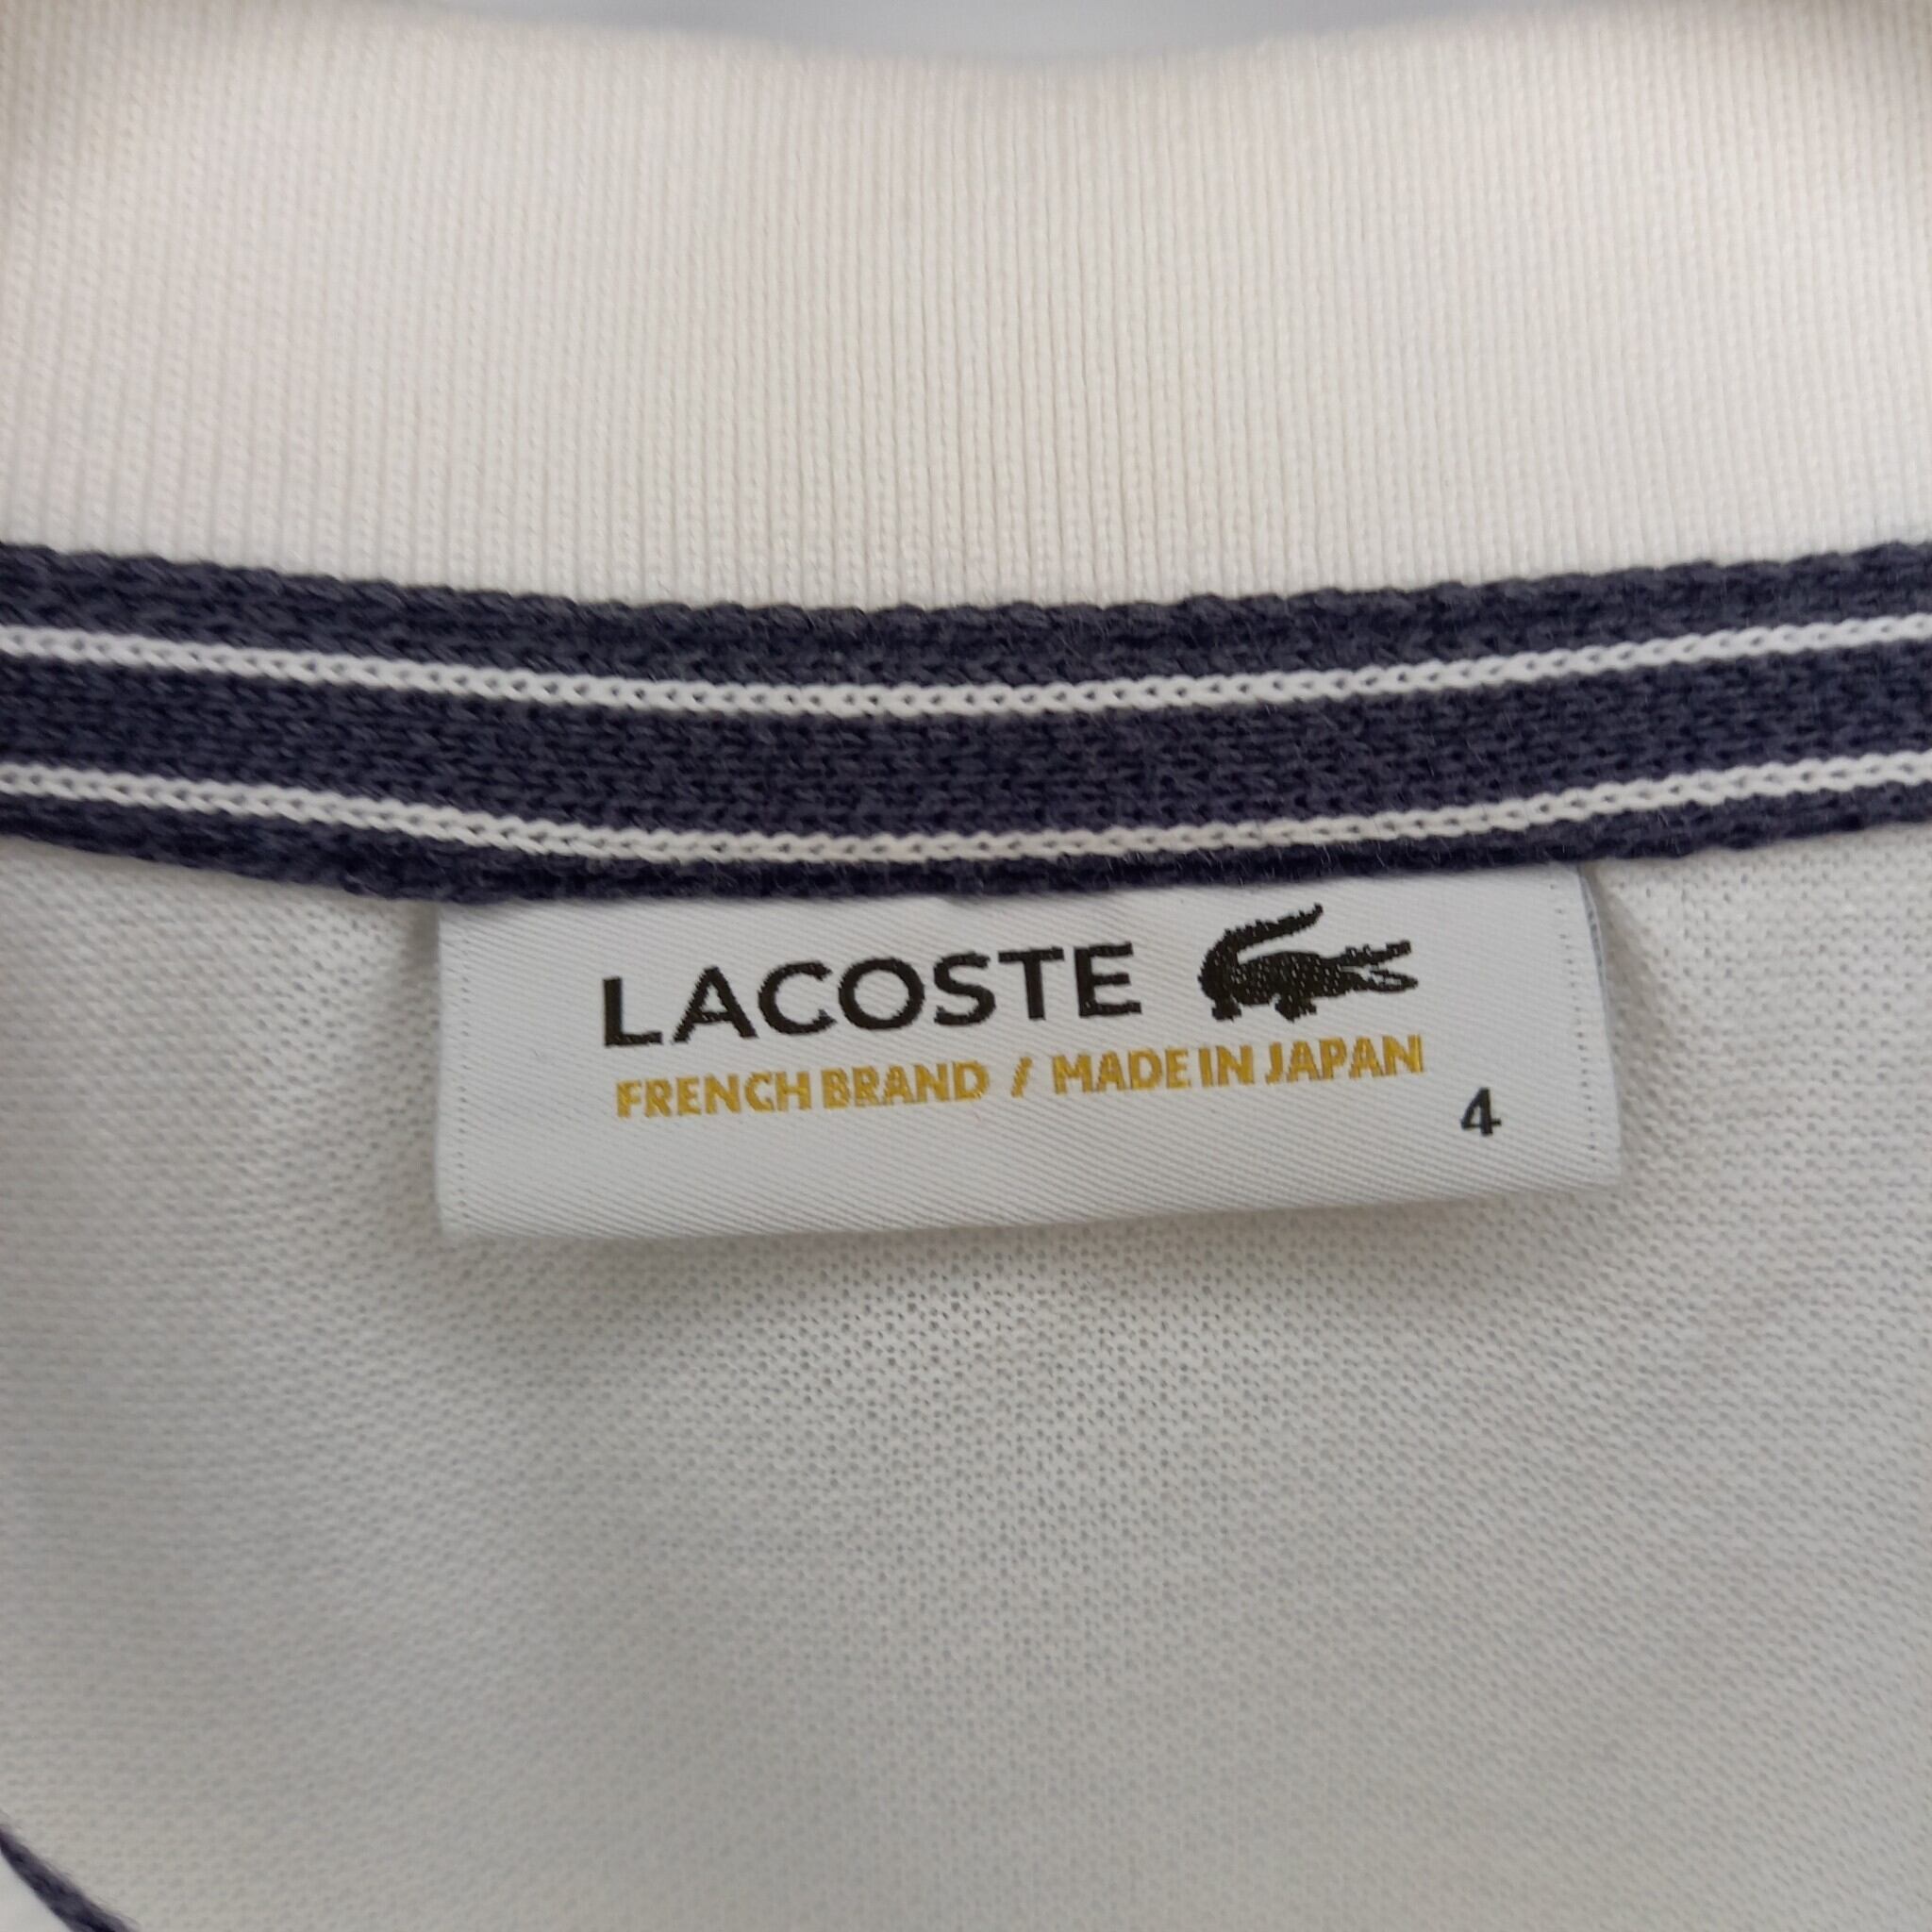 LACOSTE
FRENCH BRAND / MADE IN JAPAN
4